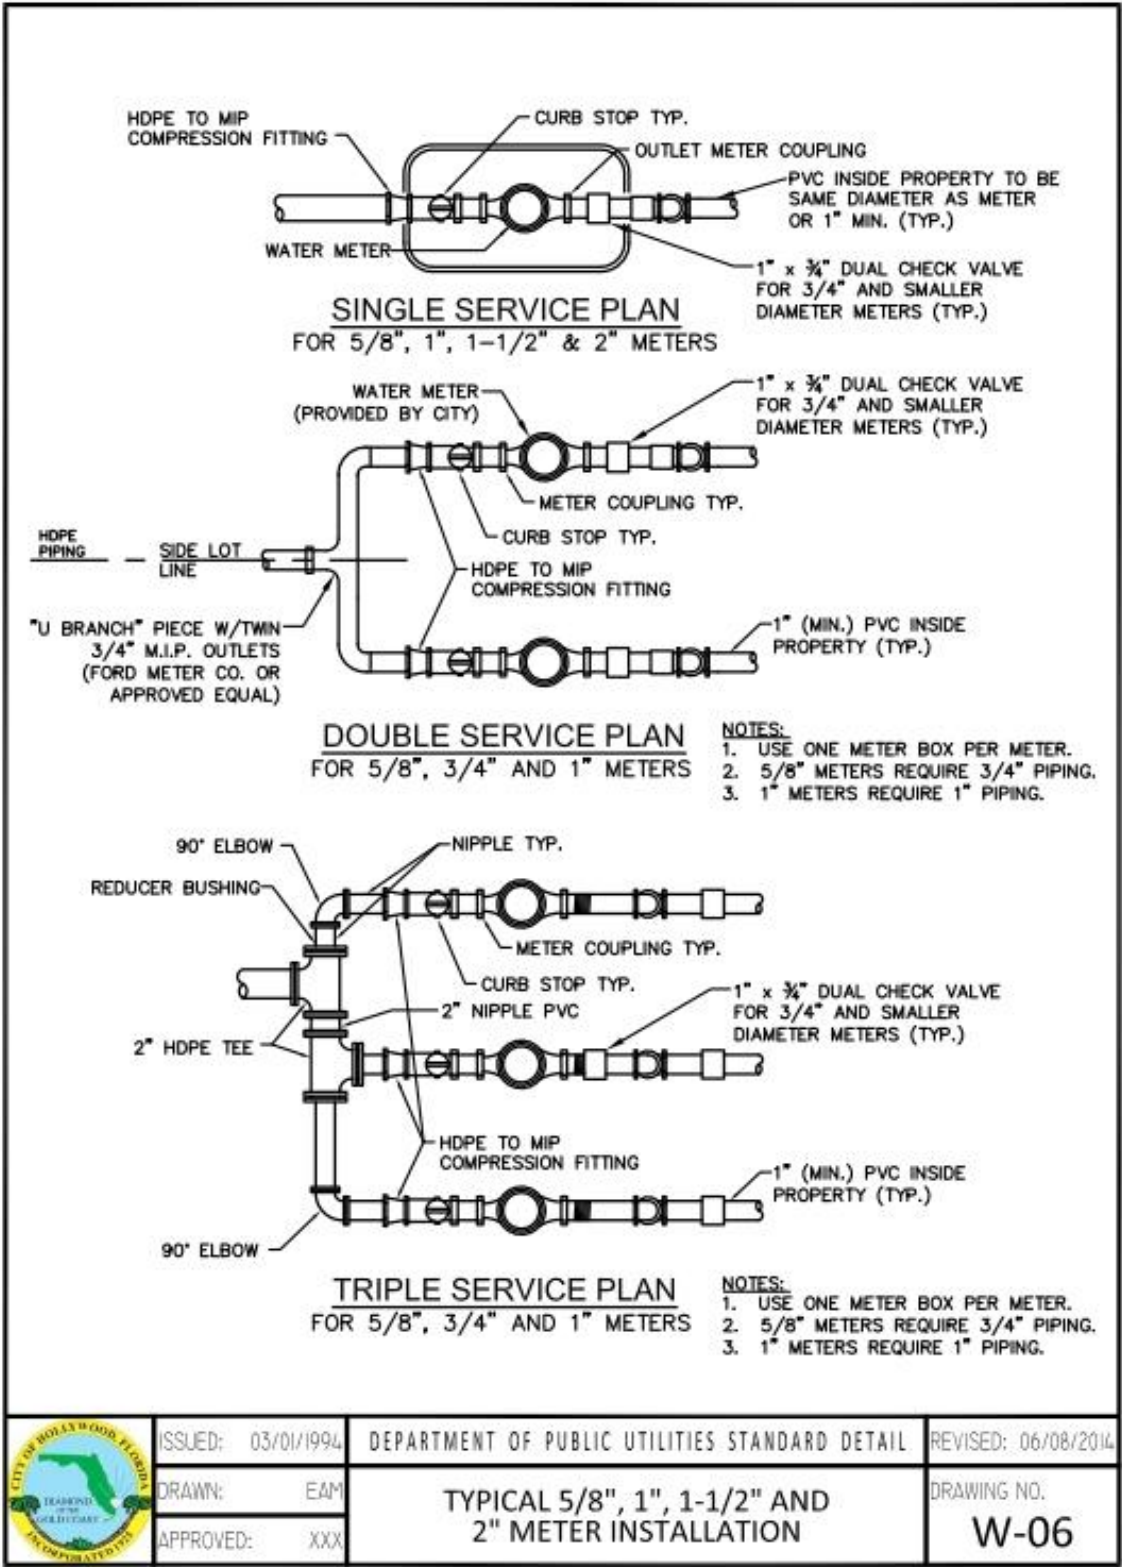 HDPE TO MIP
COMPRESSION FITTING
CURB STOP TYP.
OUTLET METER COUPLING
PVC INSIDE PROPERTY TO BE
SAME DIAMETER AS METER
OR 1" MIN. (TYP.)
WATER METER
1" x ¾" DUAL CHECK VALVE
FOR 3/4" AND SMALLER
DIAMETER METERS (TYP.)
SINGLE SERVICE PLAN
FOR 5/8", 1", 1-1/2" & 2" METERS
WATER METER
(PROVIDED BY CITY)
1" x ¾" DUAL CHECK VALVE
FOR 3/4" AND SMALLER
DIAMETER METERS (TYP.)
METER COUPLING TYP.
CURB STOP TYP.
HDPE
PIPING
SIDE LOT
LINE
HDPE TO MIP
COMPRESSION FITTING
"U BRANCH" PIECE W/TWIN
3/4" M.I.P. OUTLETS
(FORD METER CO. OR
APPROVED EQUAL)
1" (MIN.) PVC INSIDE
PROPERTY (TYP.)
DOUBLE SERVICE PLAN
FOR 5/8", 3/4" AND 1" METERS
NOTES:
1. USE ONE METER BOX PER METER.
2. 5/8" METERS REQUIRE 3/4" PIPING.
3. 1" METERS REQUIRE 1" PIPING.
90° ELBOW
NIPPLE TYP.
REDUCER BUSHING
METER COUPLING TYP.
CURB STOP TYP.
2" NIPPLE PVC
1" x ¾" DUAL CHECK VALVE
FOR 3/4" AND SMALLER
DIAMETER METERS (TYP.)
2" HDPE TEE
HDPE TO MIP
COMPRESSION FITTING
1" (MIN.) PVC INSIDE
PROPERTY (TYP.)
90° ELBOW
TRIPLE SERVICE PLAN
FOR 5/8", 3/4" AND 1" METERS
NOTES:
1. USE ONE METER BOX PER METER.
2. 5/8" METERS REQUIRE 3/4" PIPING.
3. 1" METERS REQUIRE 1" PIPING.
CITY OF HOLLYWOOD, FLORIDA
DIAMOND
OF THE
GOLD COAST
INCORPORATED 1925
ISSUED: 03/01/1994
DRAWN: EAM
APPROVED: XXX
DEPARTMENT OF PUBLIC UTILITIES STANDARD DETAIL
TYPICAL 5/8", 1", 1-1/2" AND
2" METER INSTALLATION
REVISED: 06/08/2014
DRAWING NO.
W-06